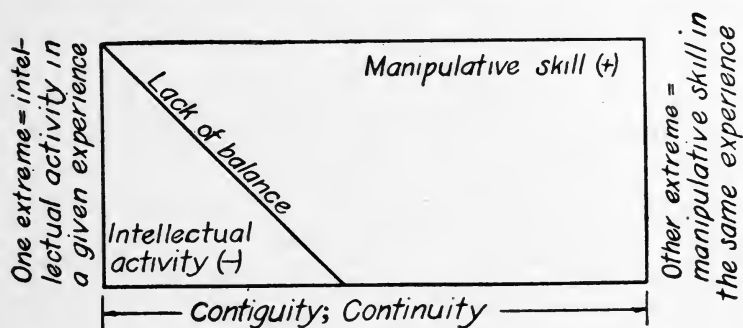 One extreme = intel-
lectual activity in
a given experience
Manipulative skill (+)
Lack of balance
Intellectual
activity (–)
Other extreme =
manipulative skill in
the same experience
Contiguity; Continuity